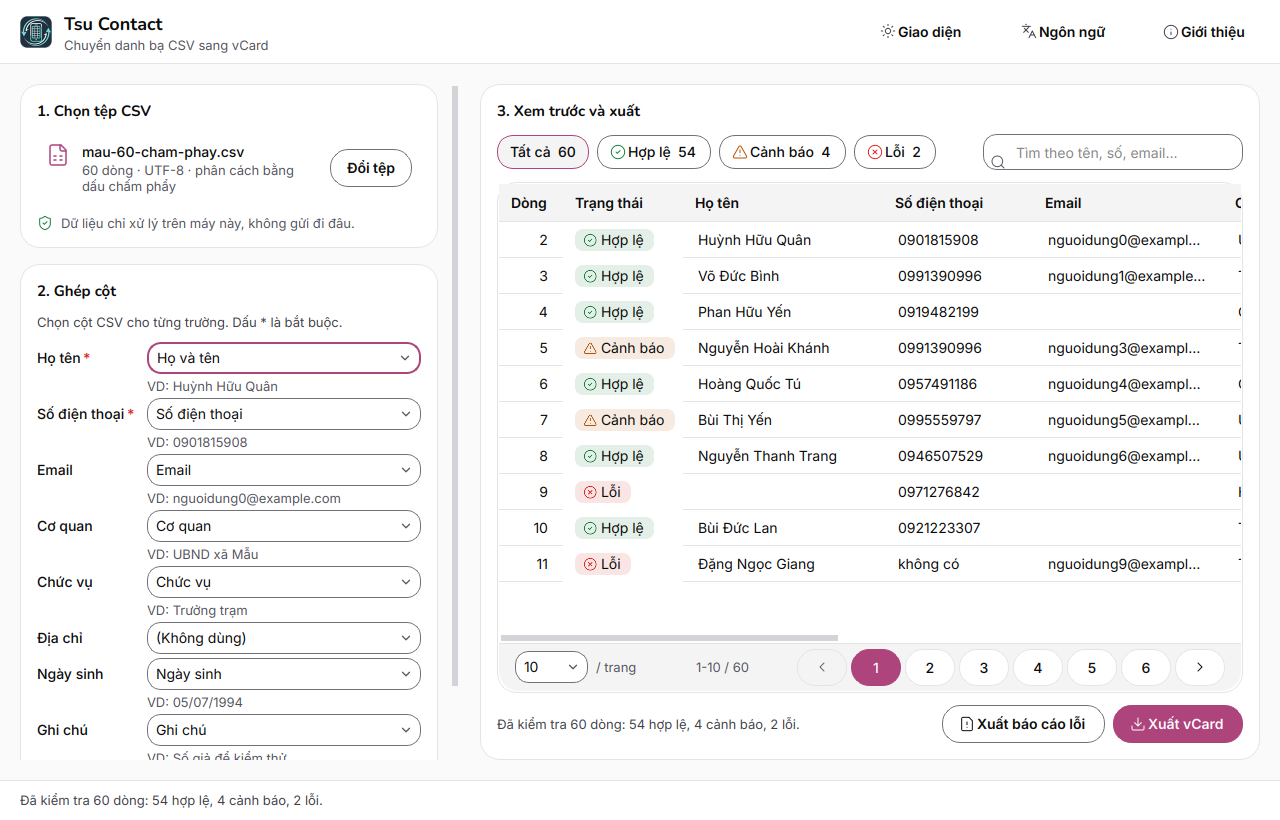 Tsu Contact
Chuyển danh bạ CSV sang vCard
Giao diện
Ngôn ngữ
Giới thiệu
1. Chọn tệp CSV
mau-60-cham-phay.csv
60 dòng · UTF-8 · phân cách bằng
dấu chấm phẩy
Đổi tệp
Dữ liệu chỉ xử lý trên máy này, không gửi đi đâu.
2. Ghép cột
Chọn cột CSV cho từng trường. Dấu * là bắt buộc.
Họ tên * Họ và tên
VD: Huỳnh Hữu Quân
Số điện thoại * Số điện thoại
VD: 0901815908
Email Email
VD: nguoidung0@example.com
Cơ quan Cơ quan
VD: UBND xã Mẫu
Chức vụ Chức vụ
VD: Trưởng trạm
Địa chỉ (Không dùng)
Ngày sinh Ngày sinh
VD: 05/07/1994
Ghi chú Ghi chú
VD: Số giả để kiểm thử
3. Xem trước và xuất
Tất cả 60 Hợp lệ 54 Cảnh báo 4 Lỗi 2 Tìm theo tên, số, email...
Dòng Trạng thái Họ tên Số điện thoại Email
2 Hợp lệ Huỳnh Hữu Quân 0901815908 nguoidung0@exampl...
3 Hợp lệ Võ Đức Bình 0991390996 nguoidung1@example...
4 Hợp lệ Phan Hữu Yến 0919482199
5 Cảnh báo Nguyễn Hoài Khánh 0991390996 nguoidung3@exampl...
6 Hợp lệ Hoàng Quốc Tú 0957491186 nguoidung4@exampl...
7 Cảnh báo Bùi Thị Yến 0995559797 nguoidung5@exampl...
8 Hợp lệ Nguyễn Thanh Trang 0946507529 nguoidung6@exampl...
9 Lỗi 0971276842
10 Hợp lệ Bùi Đức Lan 0921223307
11 Lỗi Đặng Ngọc Giang không có nguoidung9@exampl...
10 / trang 1-10 / 60 1 2 3 4 5 6
Đã kiểm tra 60 dòng: 54 hợp lệ, 4 cảnh báo, 2 lỗi.
Xuất báo cáo lỗi
Xuất vCard
Đã kiểm tra 60 dòng: 54 hợp lệ, 4 cảnh báo, 2 lỗi.